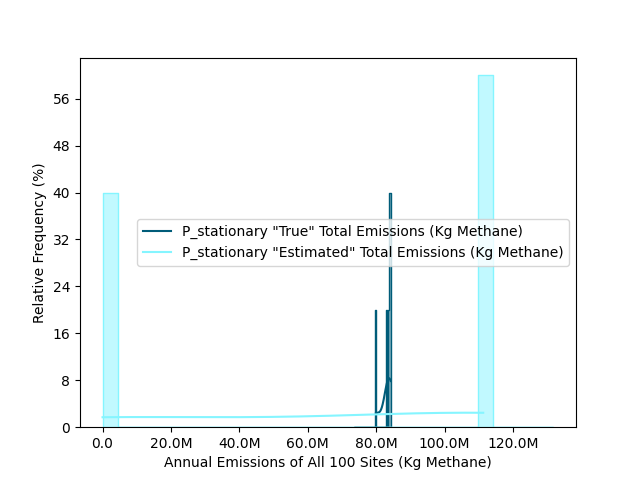 56
48
40
32
24
16
8
0
Relative Frequency (%)
P_stationary "True" Total Emissions (Kg Methane)
P_stationary "Estimated" Total Emissions (Kg Methane)
0.0 20.0M 40.0M 60.0M 80.0M 100.0M 120.0M
Annual Emissions of All 100 Sites (Kg Methane)